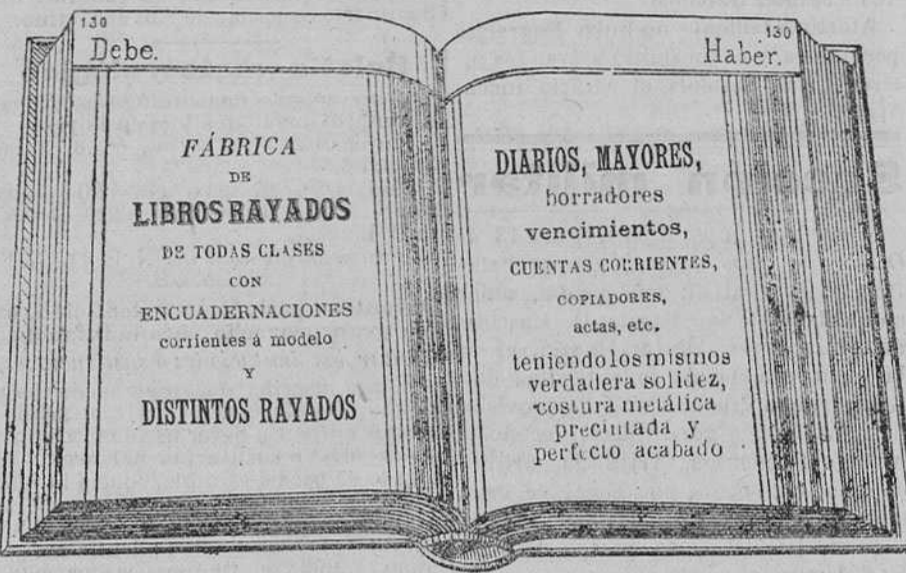 130
Debe.
FÁBRICA
DE
LIBROS RAYADOS
DE TODAS CLASES
CON
ENCUADERNACIONES
corrientes á modelo
Y
DISTINTOS RAYADOS
130
Haber.
DIARIOS, MAYORES,
borradores
vencimientos,
CUENTAS CORRIENTES,
COPIADORES,
actas, etc.
teniendo los mismos
verdadera solidez,
costura metálica
precintada y
perfecto acabado